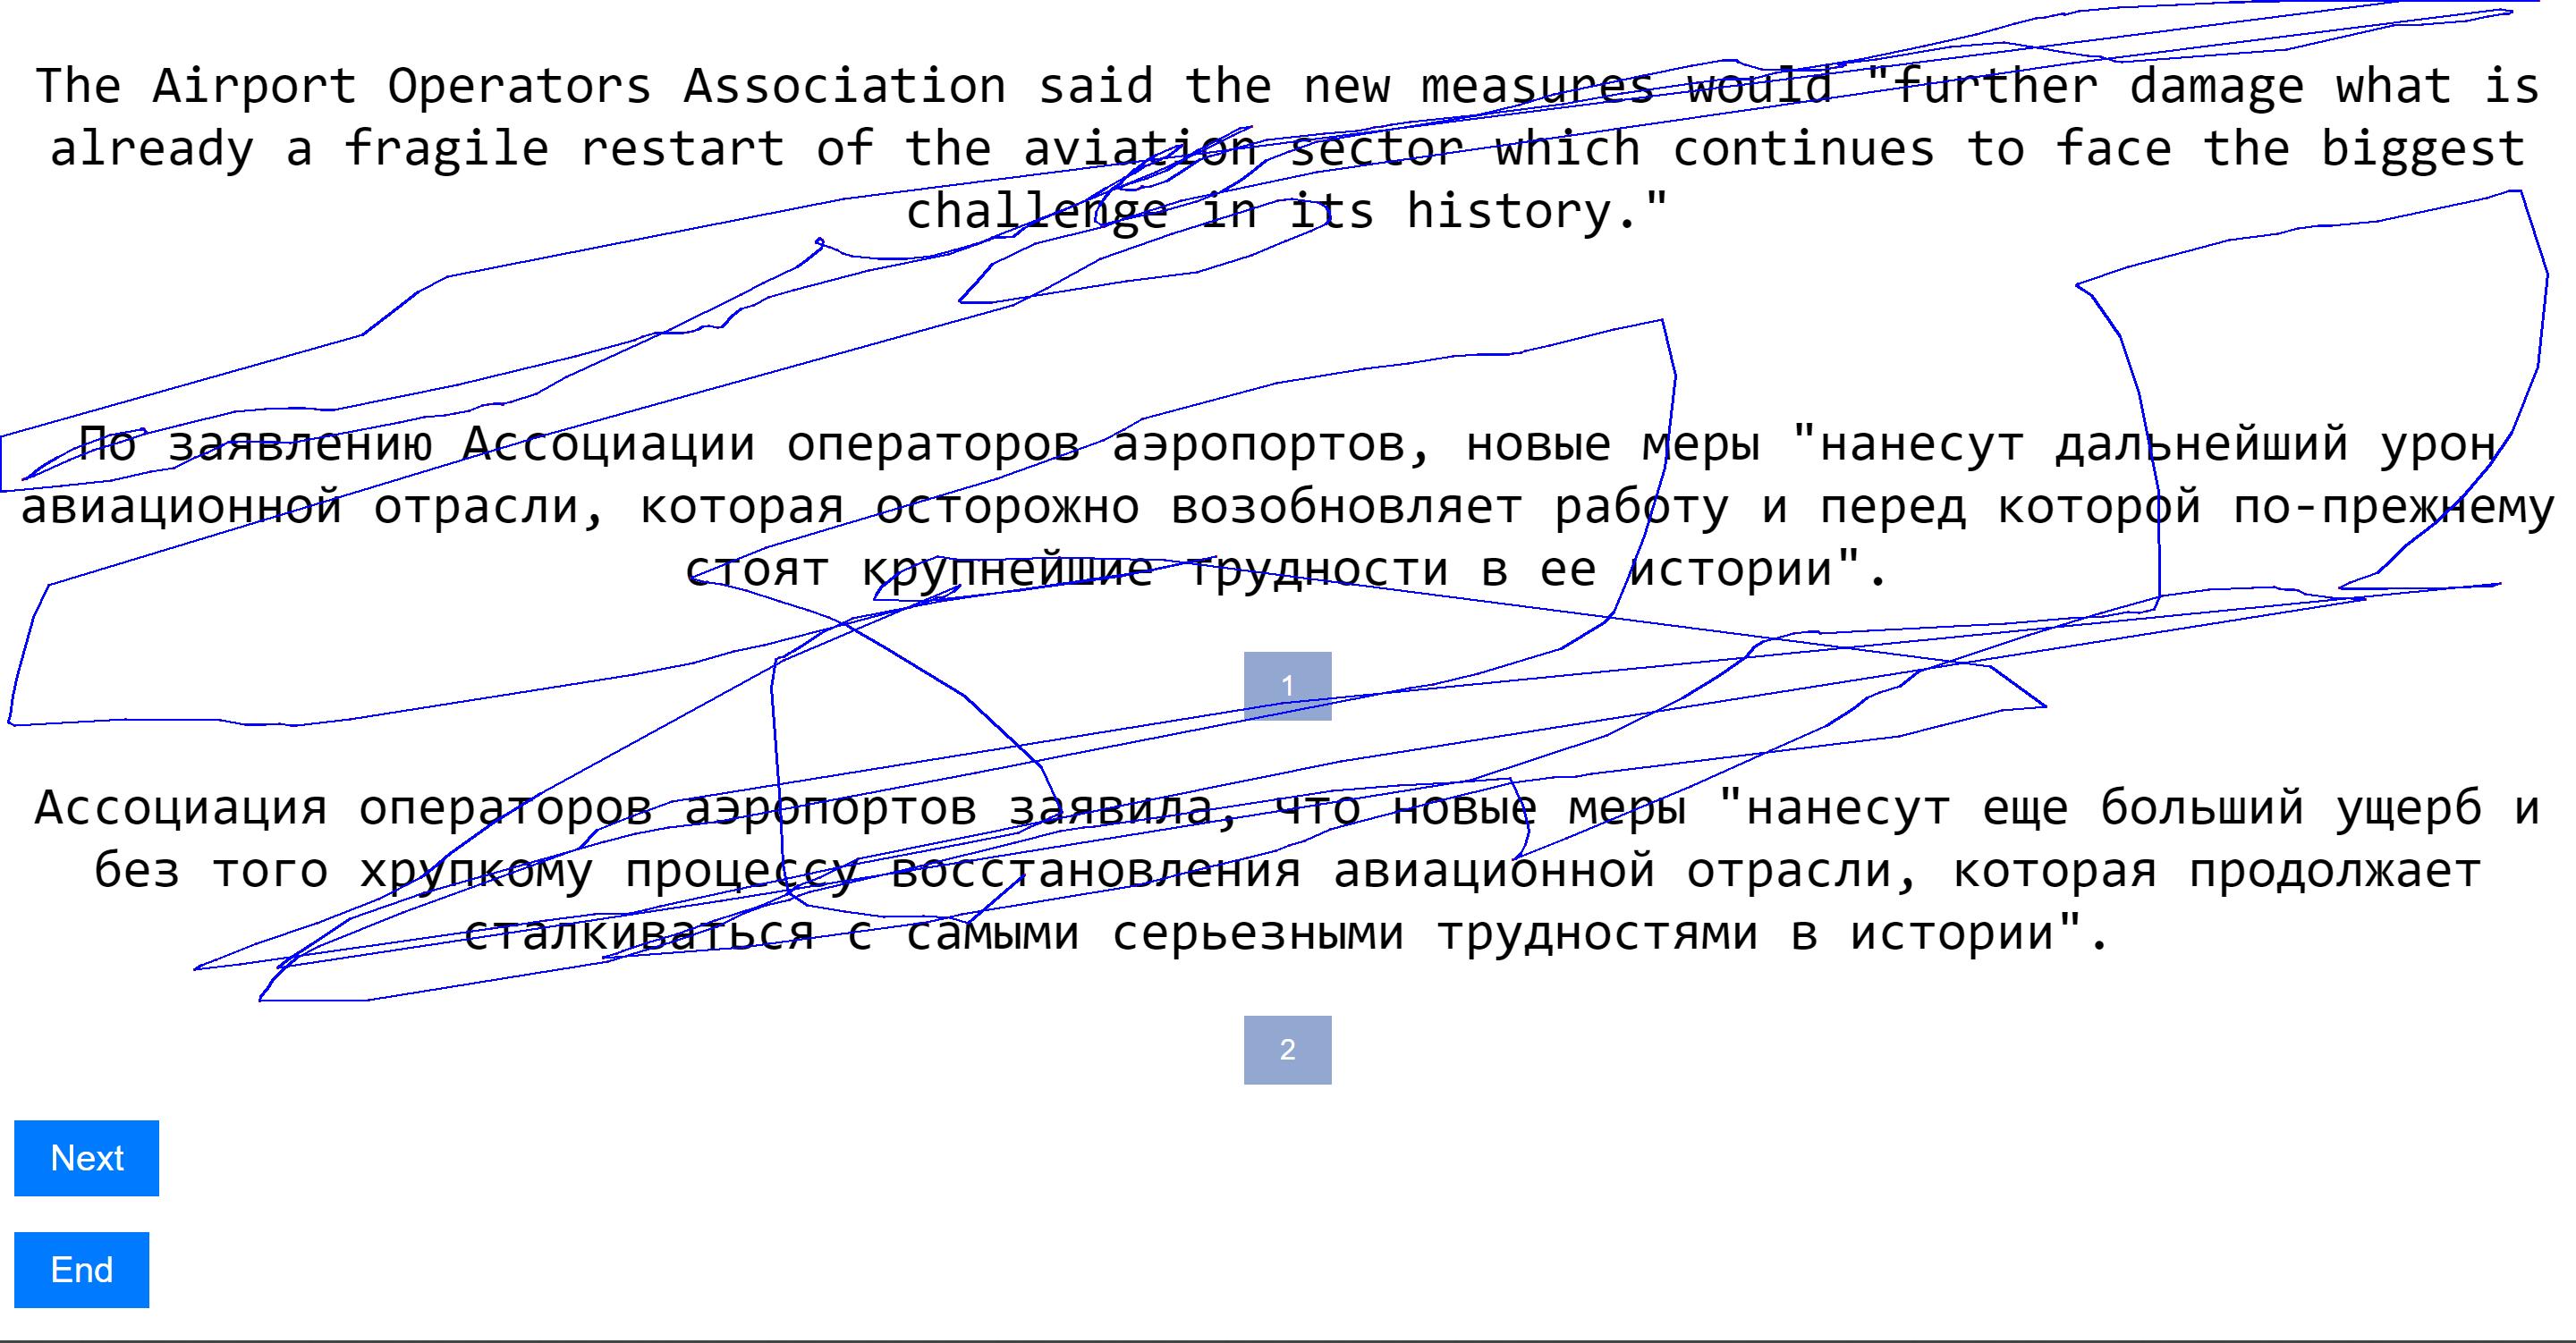 The Airport Operators Association said the new measures would "further damage what is
already a fragile restart of the aviation sector which continues to face the biggest
challenge in its history."
По заявлению Ассоциации операторов аэропортов, новые меры "нанесут дальнейший урон
авиационной отрасли, которая осторожно возобновляет работу и перед которой по-прежнему
стоят крупнейшие трудности в ее истории".
1
Ассоциация операторов аэропортов заявила, что новые меры "нанесут еще больший ущерб и
без того хрупкому процессу восстановления авиационной отрасли, которая продолжает
сталкиваться с самыми серьезными трудностями в истории".
2
Next
End